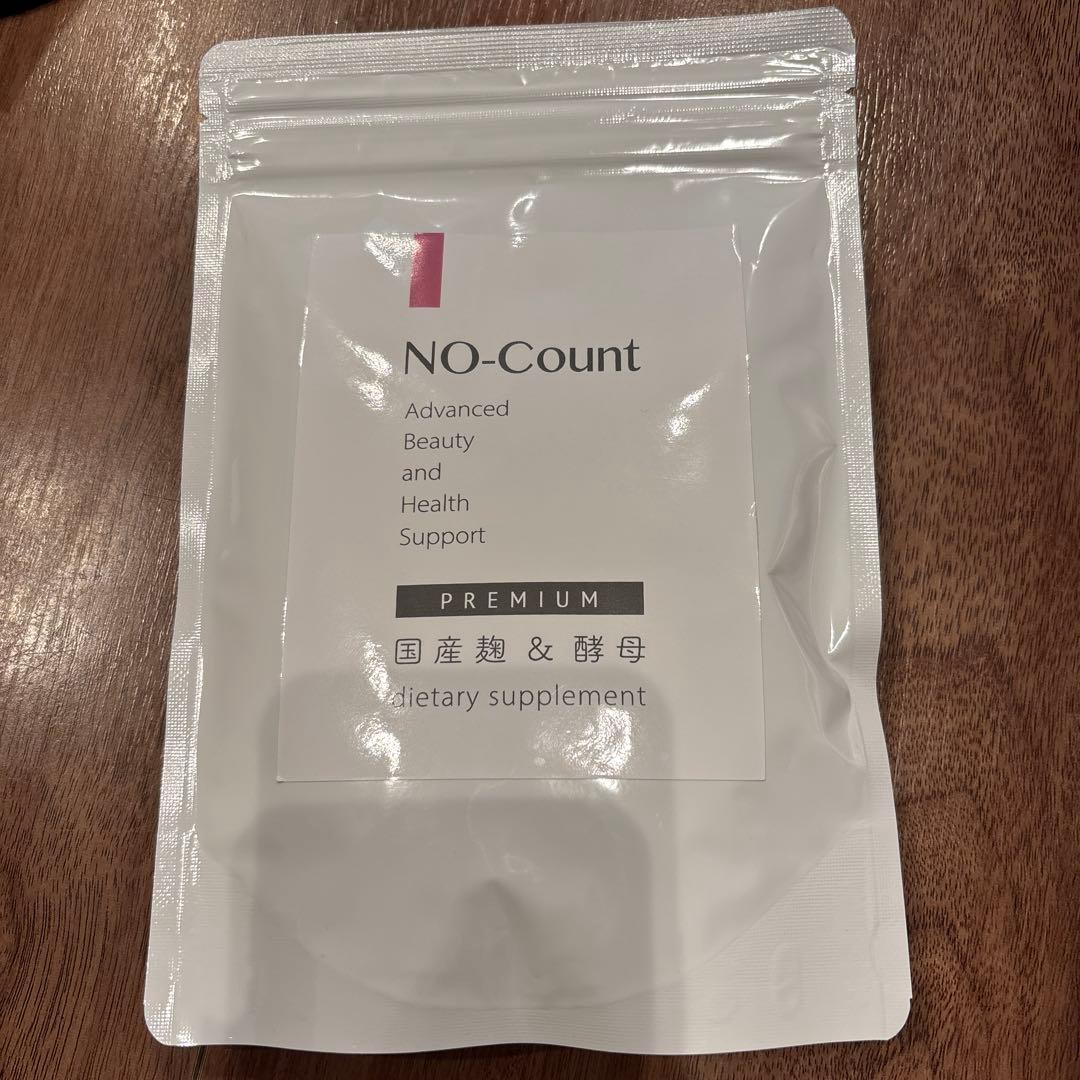 NO-Count
Advanced
Beauty
and
Health
Support
PREMIUM
国産麹 & 酵母
dietary supplement